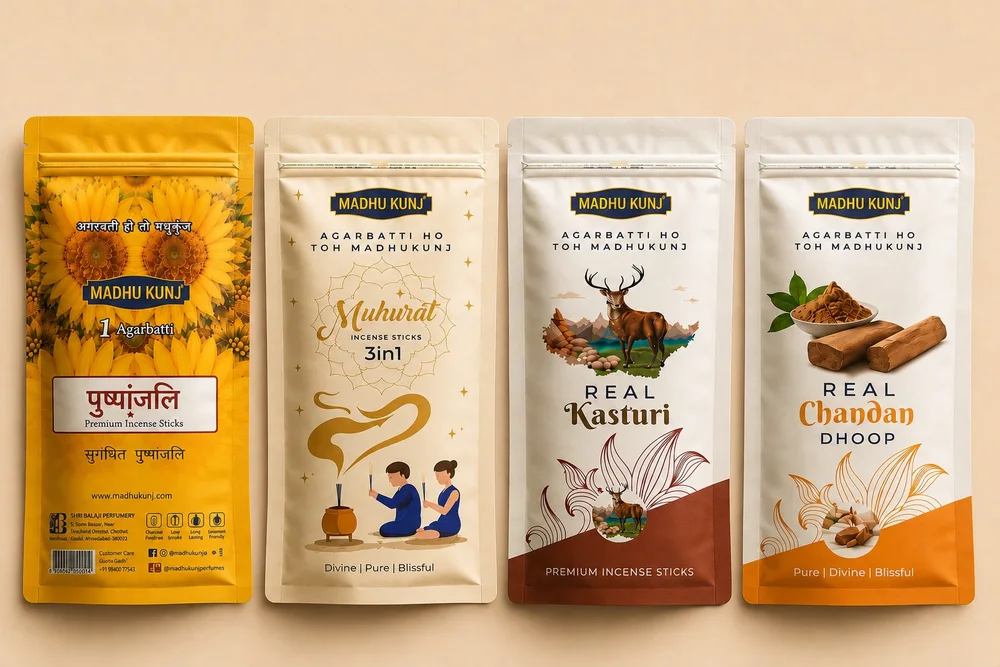 अगरबत्ती हो तो मधुकुंज
MADHU KUNJ
1 Agarbatti
पुष्पांजलि
Premium Incense Sticks
सुगंधित पुष्पांजलि
www.madhukunj.com
SHRI BALAJI PERFUMERY
Customer Care
@madhukunjperfumes
MADHU KUNJ
AGARBATTI HO
TOH MADHUKUNJ
Muhurat
INCENSE STICKS
3in1
Divine | Pure | Blissful
MADHU KUNJ
AGARBATTI HO
TOH MADHUKUNJ
REAL
Kasturi
PREMIUM INCENSE STICKS
MADHU KUNJ
AGARBATTI HO
TOH MADHUKUNJ
REAL
Chandan
DHOOP
Pure | Divine | Blissful